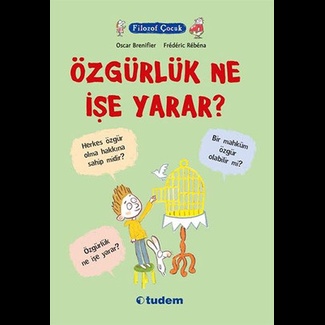 Filozof Çocuk
Oscar Brenifier Frédéric Rébéna
ÖZGÜRLÜK NE
İŞE YARAR?
Herkes özgür
olma hakkına
sahip midir?
Bir mahkûm
özgür
olabilir mi?
Özgürlük
ne işe yarar?
tudem